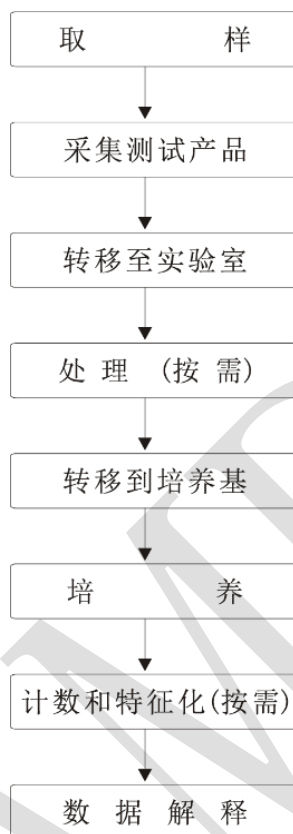 取 样
采集测试产品
转移至实验室
处 理 (按 需)
转移到培养基
培 养
计数和特征化(按需)
数 据 解 释